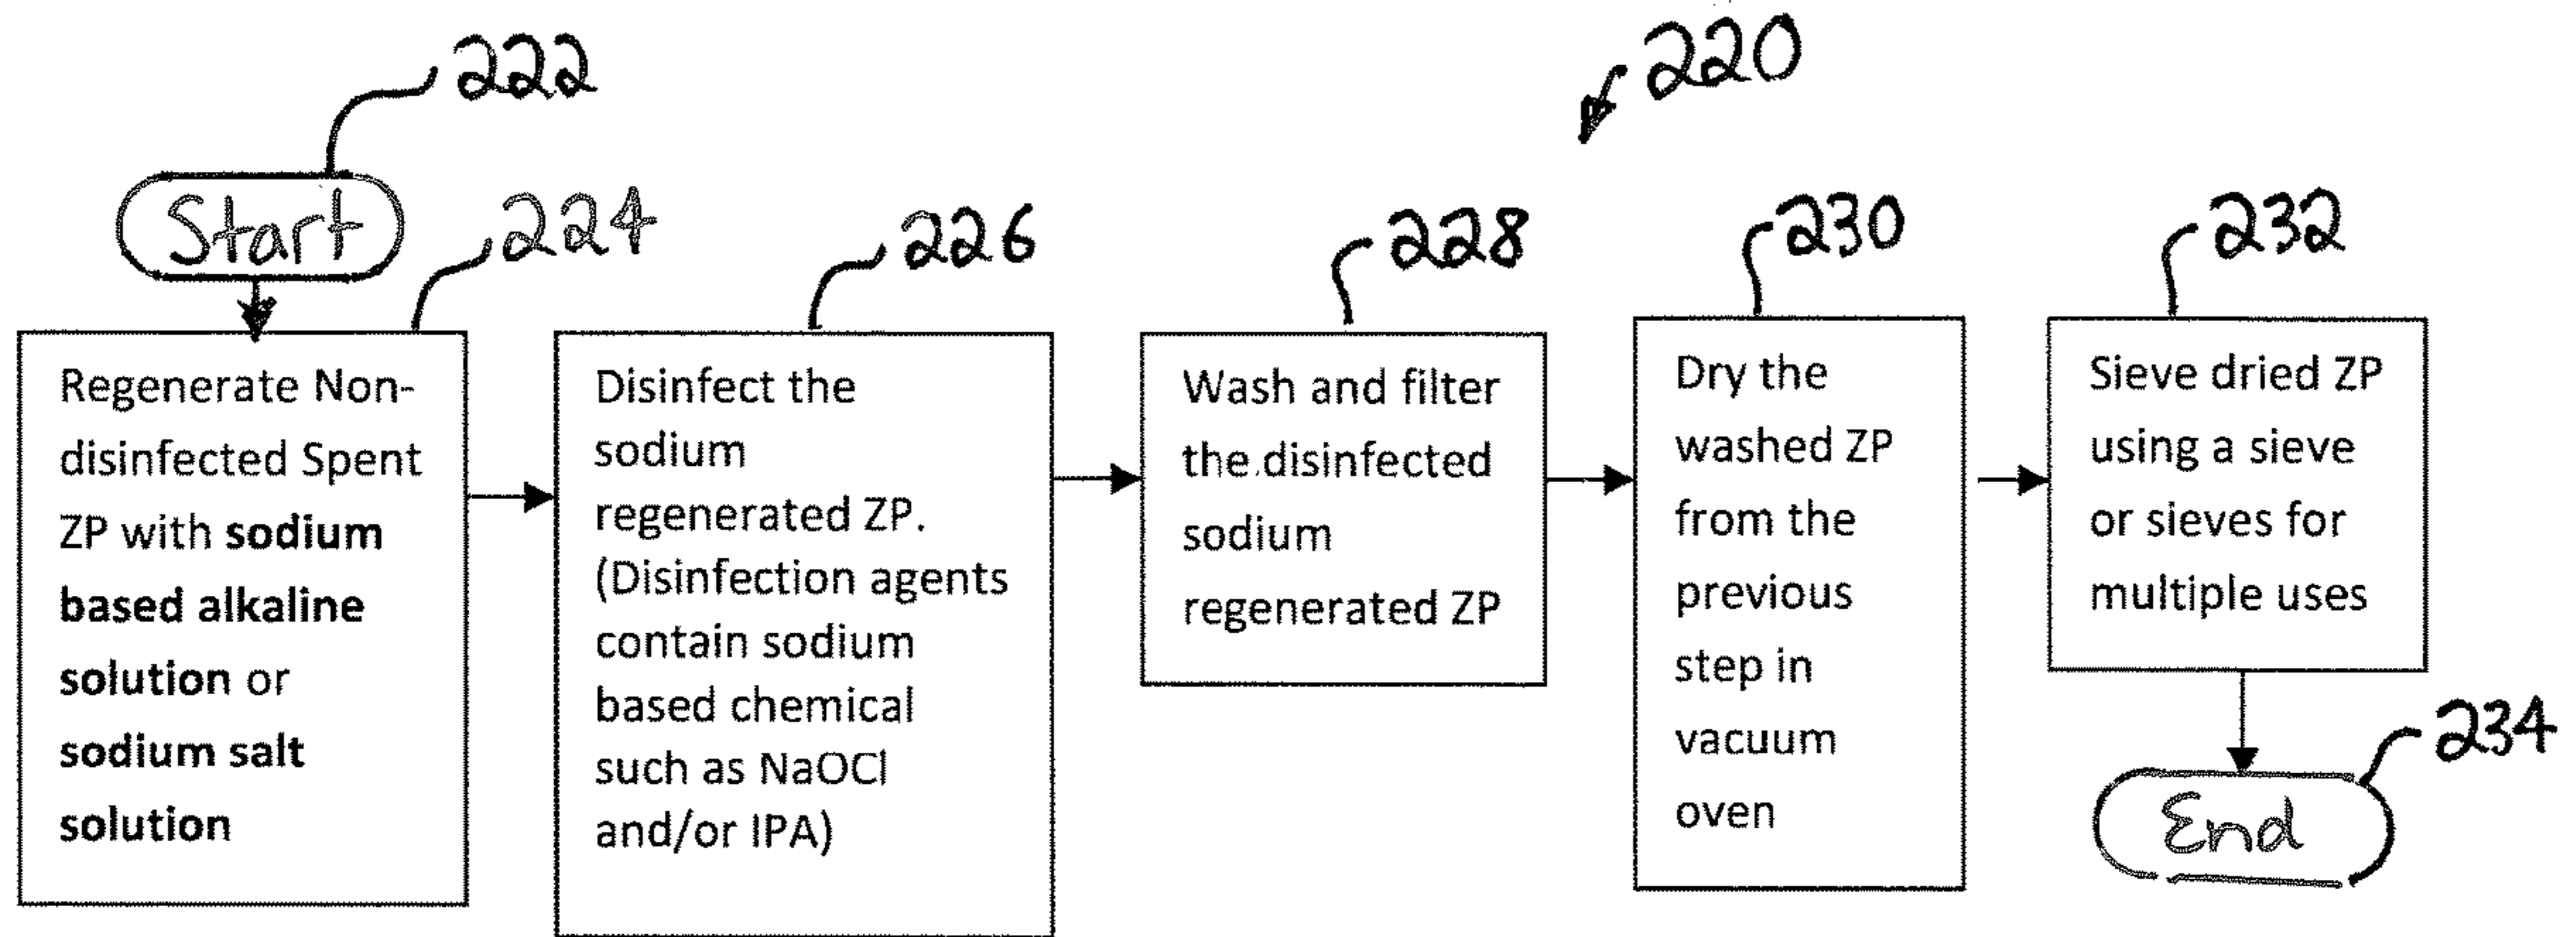 222
220
Start
224
226
228
230
232
Regenerate Non-
disinfected Spent
ZP with sodium
based alkaline
solution or
sodium salt
solution
Disinfect the
sodium
regenerated ZP.
(Disinfection agents
contain sodium
based chemical
such as NaOCl
and/or IPA)
Wash and filter
the disinfected
sodium
regenerated ZP
Dry the
washed ZP
from the
previous
step in
vacuum
oven
Sieve dried ZP
using a sieve
or sieves for
multiple uses
234
End